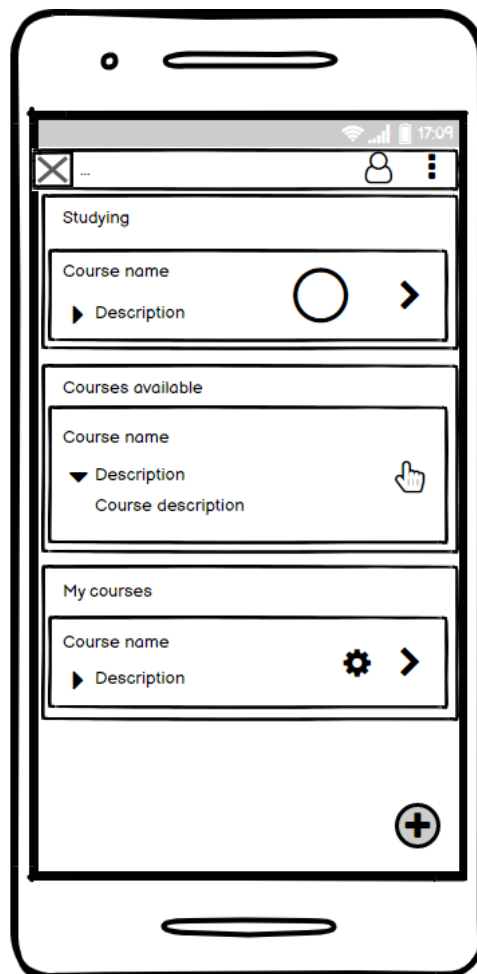 17:09
...
Studying
Course name
Description
Courses available
Course name
Description
Course description
My courses
Course name
Description